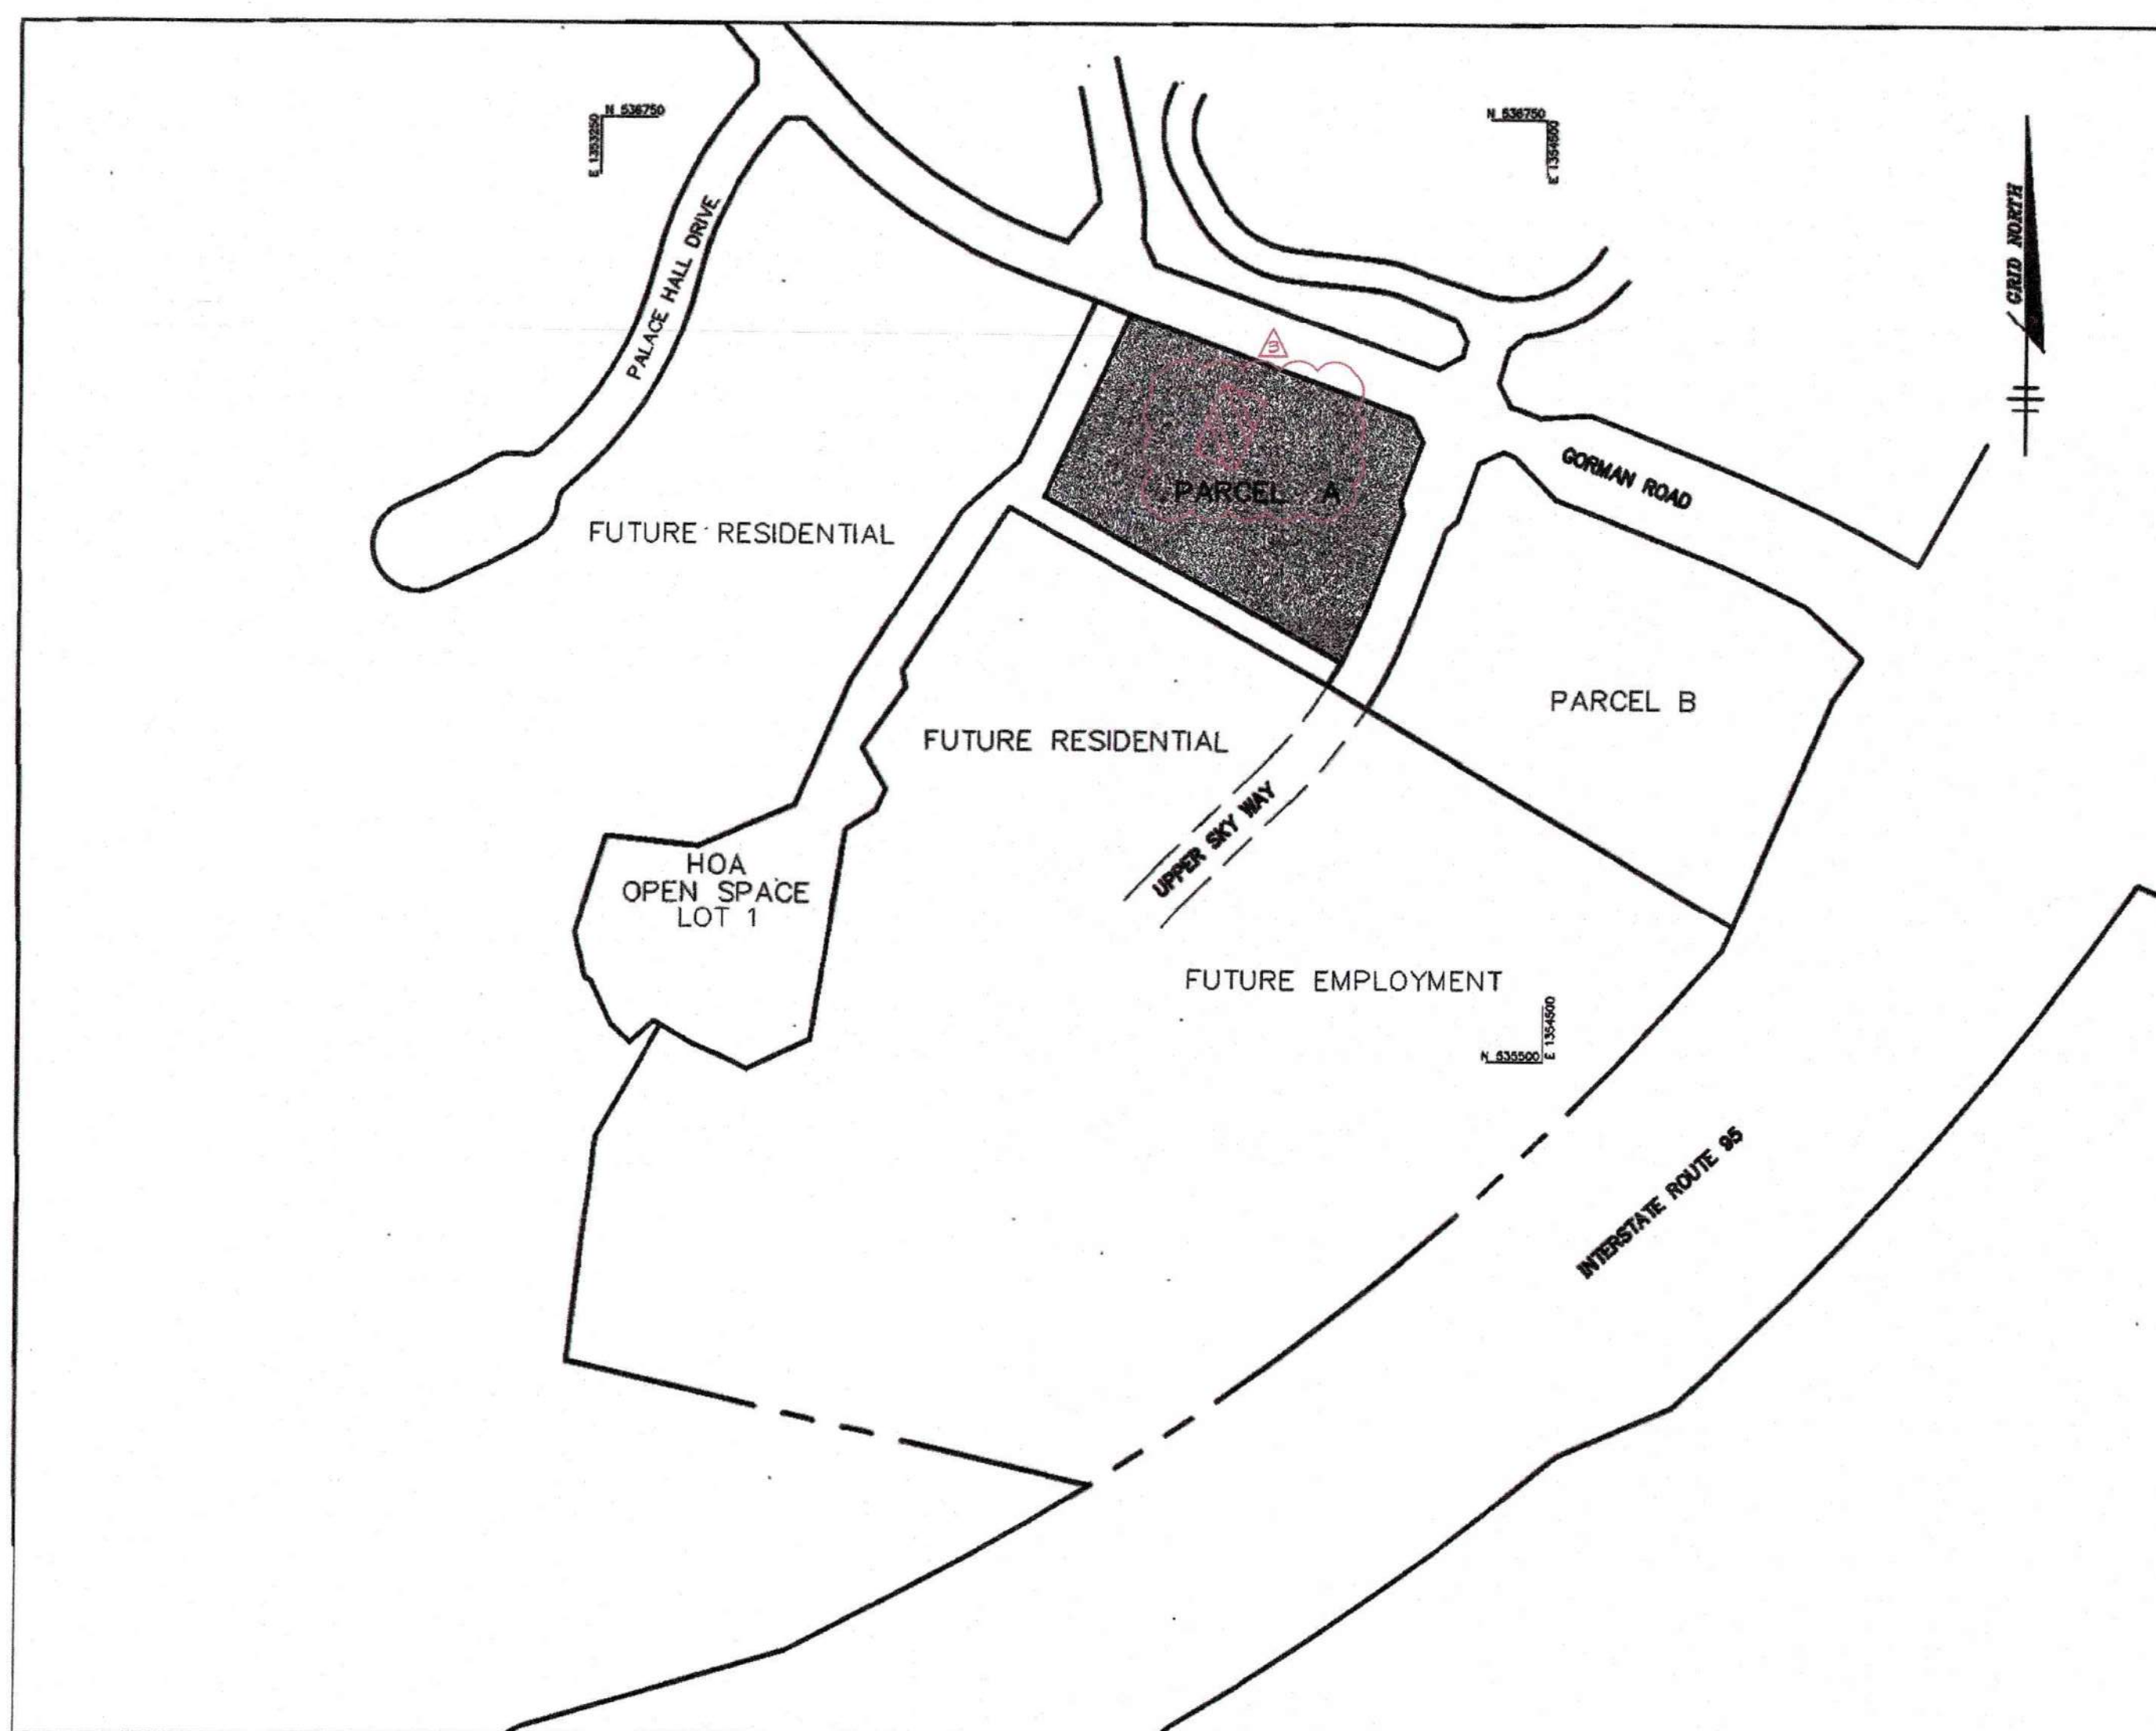 N 536750
E 1353250
N 536750
E 1354500
GRID NORTH
PALACE HALL DRIVE
3
PARCEL A
GORMAN ROAD
FUTURE RESIDENTIAL
PARCEL B
FUTURE RESIDENTIAL
UPPER SKY WAY
HOA
OPEN SPACE
LOT 1
FUTURE EMPLOYMENT
N 535500
E 1354500
INTERSTATE ROUTE 95